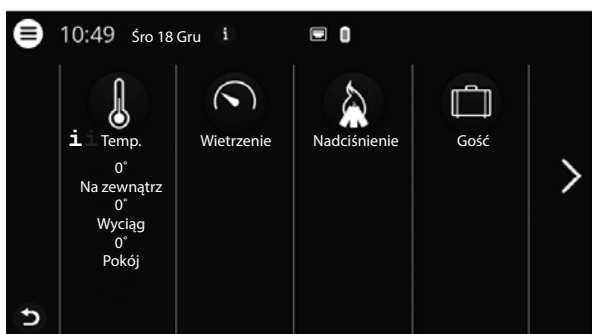 10:49 Śro 18 Gru i
i i Temp.
0°
Na zewnątrz
0°
Wyciąg
0°
Pokój
Wietrzenie
Nadciśnienie
Gość